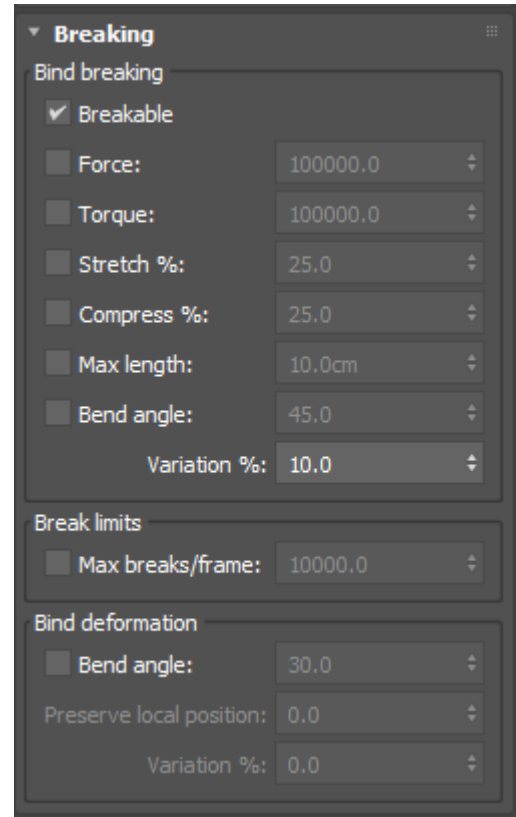 Breaking
Bind breaking
Breakable
Force: 100000.0
Torque: 100000.0
Stretch %: 25.0
Compress %: 25.0
Max length: 10.0cm
Bend angle: 45.0
Variation %: 10.0
Break limits
Max breaks/frame: 10000.0
Bind deformation
Bend angle: 30.0
Preserve local position: 0.0
Variation %: 0.0